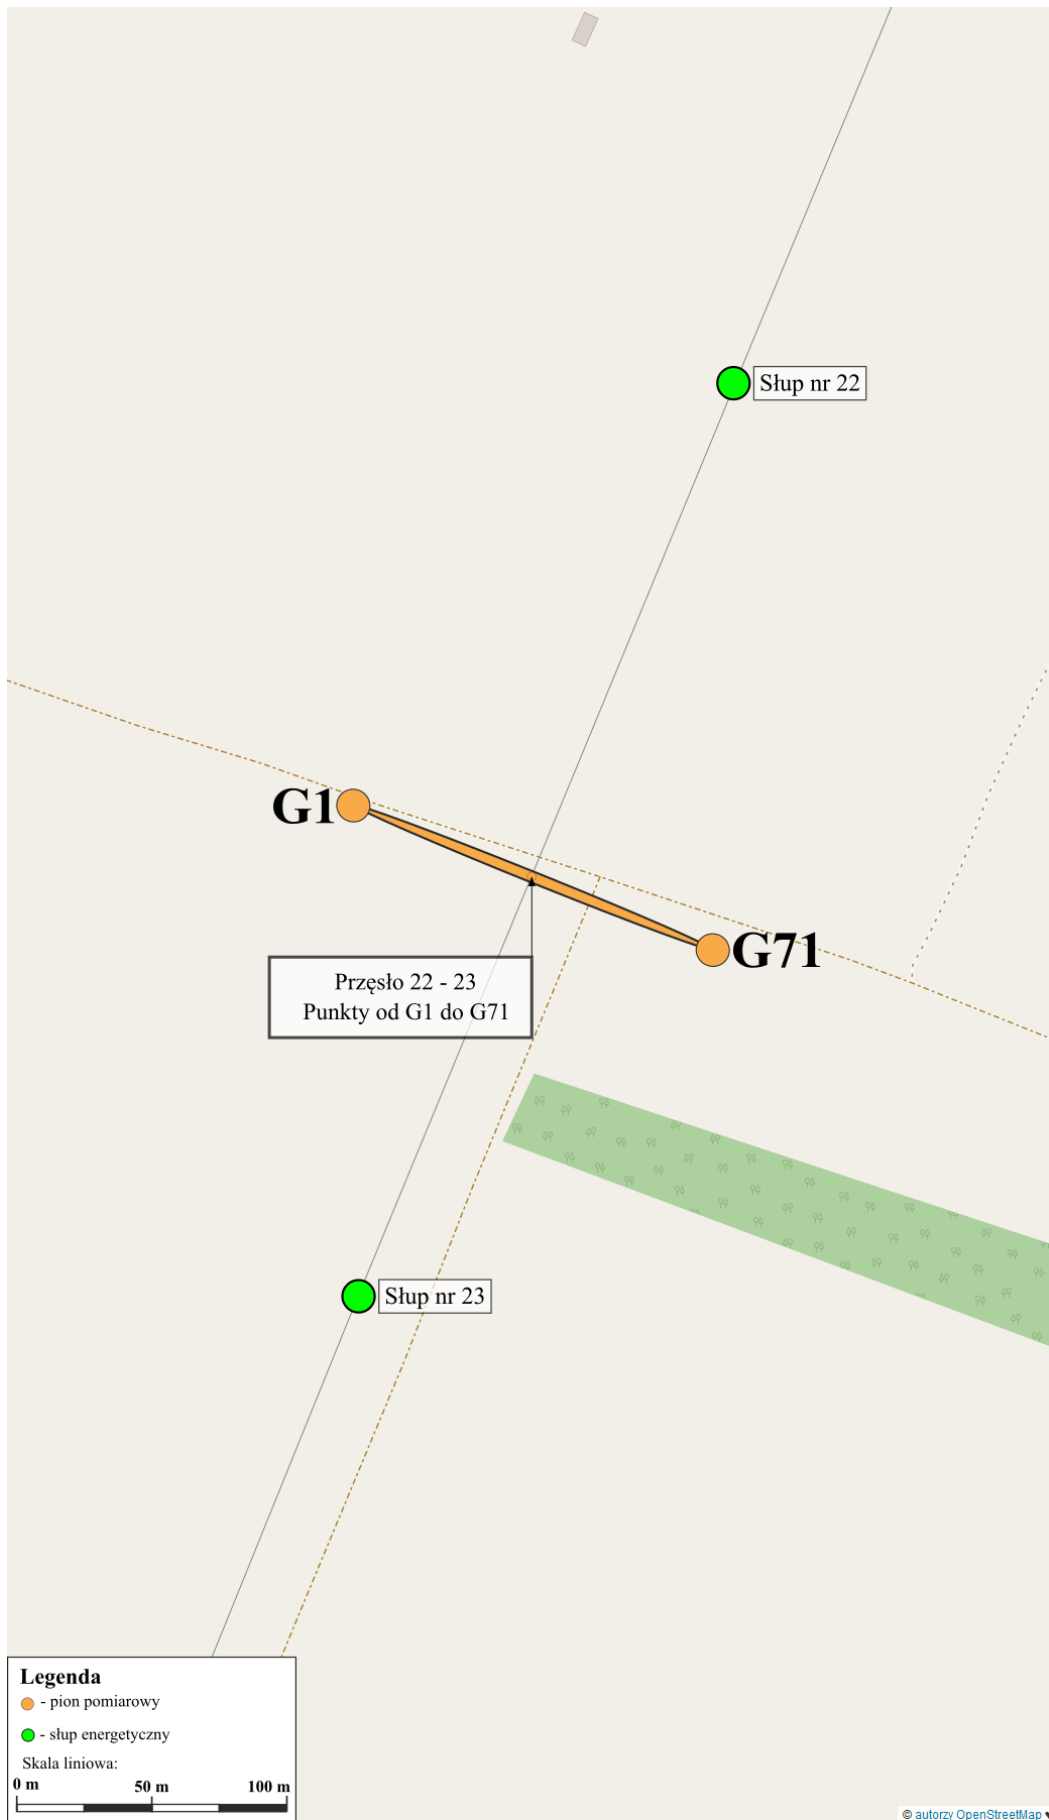 Słup nr 22
G1
G71
Przęsło 22 - 23
Punkty od G1 do G71
Słup nr 23
Legenda
- pion pomiarowy
- słup energetyczny
Skala liniowa:
0 m 50 m 100 m
© autorzy OpenStreetMap